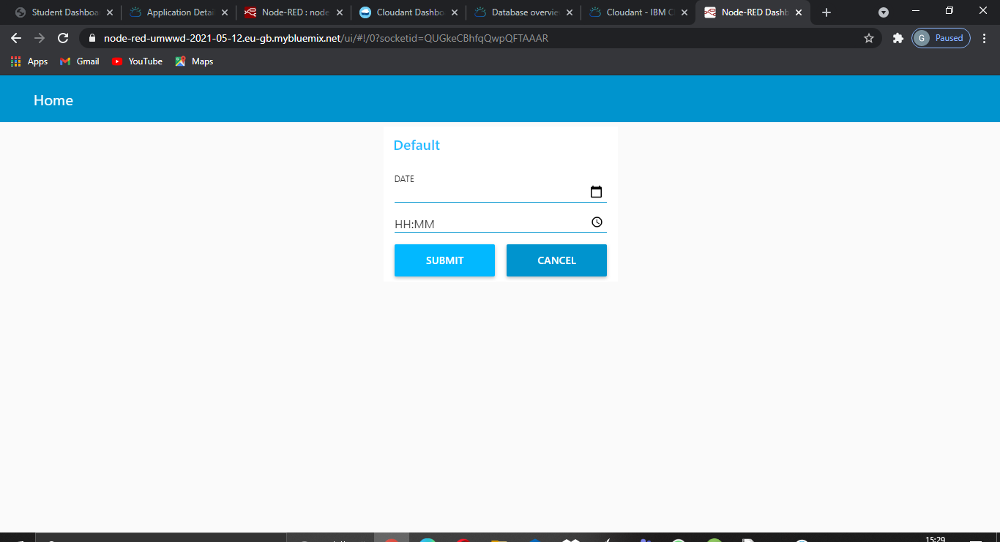 Student Dashboa
Application Detai
Node-RED : node
Cloudant Dashbo
Database overvie
Cloudant - IBM C
Node-RED Dashb
node-red-umwwd-2021-05-12.eu-gb.mybluemix.net/ui/#!/0?socketid=QUGkeCBhfqQwpQFTAAAR
G Paused
Apps Gmail YouTube Maps
Home
Default
DATE
HH:MM
SUBMIT CANCEL
15:29